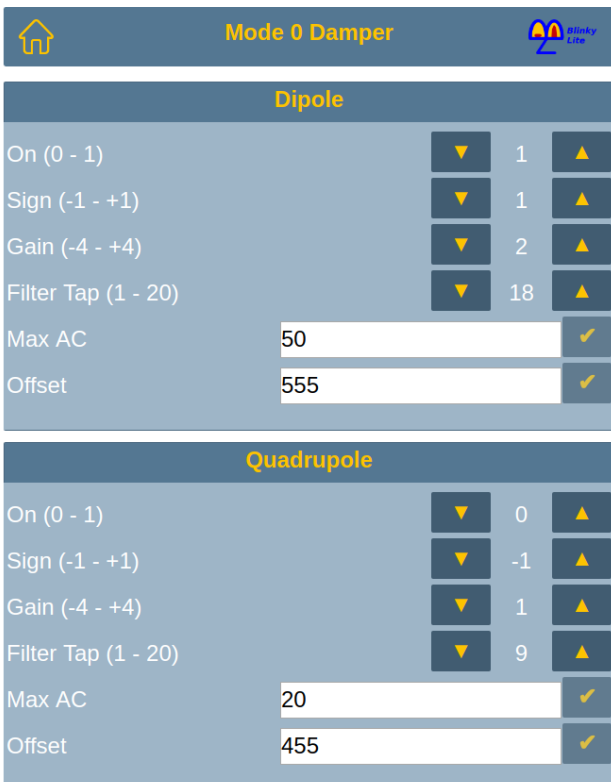 Mode 0 Damper
Blinky
Lite
Dipole
On (0 - 1) ▼ 1 ▲
Sign (-1 - +1) ▼ 1 ▲
Gain (-4 - +4) ▼ 2 ▲
Filter Tap (1 - 20) ▼ 18 ▲
Max AC 50 ✔
Offset 555 ✔
Quadrupole
On (0 - 1) ▼ 0 ▲
Sign (-1 - +1) ▼ -1 ▲
Gain (-4 - +4) ▼ 1 ▲
Filter Tap (1 - 20) ▼ 9 ▲
Max AC 20 ✔
Offset 455 ✔